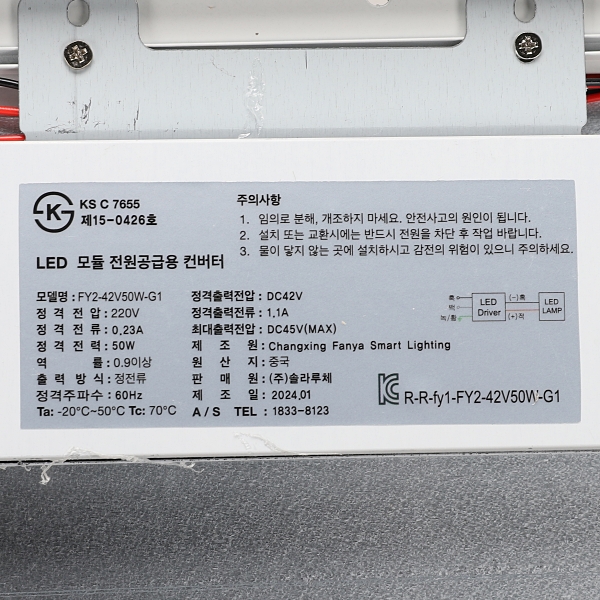 KS C 7655
제15-0426호
LED 모듈 전원공급용 컨버터
주의사항
1. 임의로 분해, 개조하지 마세요. 안전사고의 원인이 됩니다.
2. 설치 또는 교환시에는 반드시 전원을 차단 후 작업 바랍니다.
3. 물이 닿지 않는 곳에 설치하시고 감전의 위험이 있으니 주의하세요.
모델명 : FY2-42V50W-G1
정격전압 : 220V
정격전류 : 0.23A
정격전력 : 50W
역률 : 0.9이상
출력방식 : 정전류
정격주파수 : 60Hz
Ta: -20°C~50°C Tc: 70°C
정격출력전압 : DC42V
정격출력전류 : 1.1A
최대출력전압 : DC45V(MAX)
제조원 : Changxing Fanya Smart Lighting
원산지 : 중국
판매원 : (주)솔라루체
제조일 : 2024.01
A/S TEL : 1833-8123
흑
백
녹/황
LED Driver
(-)흑
(+)적
LED LAMP
R-R-fy1-FY2-42V50W-G1